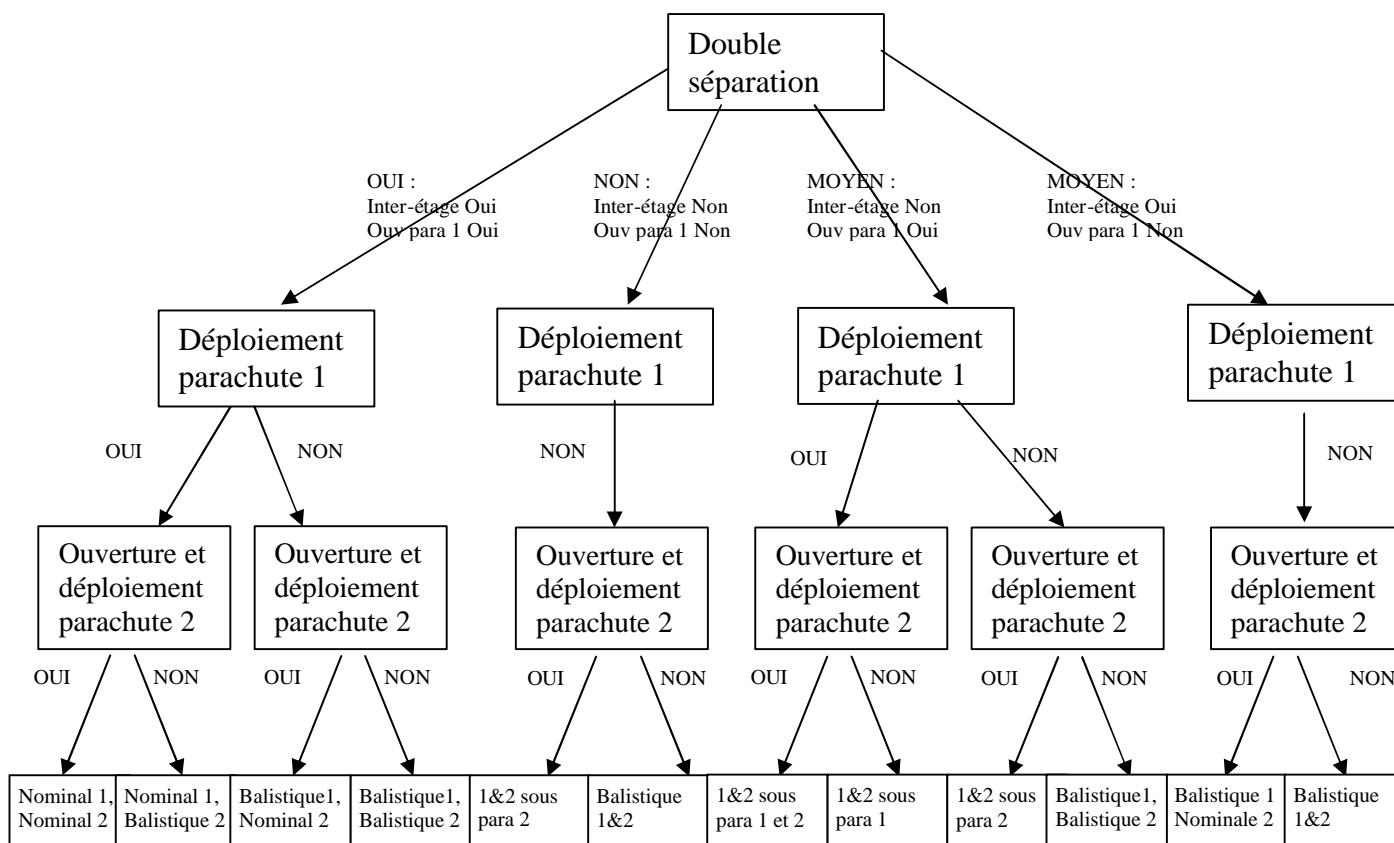 Double
séparation
OUI :
Inter-étage Oui
Ouv para 1 Oui
NON :
Inter-étage Non
Ouv para 1 Non
MOYEN :
Inter-étage Non
Ouv para 1 Oui
MOYEN :
Inter-étage Oui
Ouv para 1 Non
Déploiement
parachute 1
Déploiement
parachute 1
Déploiement
parachute 1
Déploiement
parachute 1
OUI
NON
NON
OUI
NON
NON
Ouverture et
déploiement
parachute 2
Ouverture et
déploiement
parachute 2
Ouverture et
déploiement
parachute 2
Ouverture et
déploiement
parachute 2
Ouverture et
déploiement
parachute 2
Ouverture et
déploiement
parachute 2
OUI
NON
OUI
NON
OUI
NON
OUI
NON
OUI
NON
OUI
NON
Nominal 1,
Nominal 2
Nominal 1,
Balistique 2
Balistique1,
Nominal 2
Balistique1,
Balistique 2
1&2 sous
para 2
Balistique
1&2
1&2 sous
para 1 et 2
1&2 sous
para 1
1&2 sous
para 2
Balistique1,
Balistique 2
Balistique 1
Nominale 2
Balistique
1&2